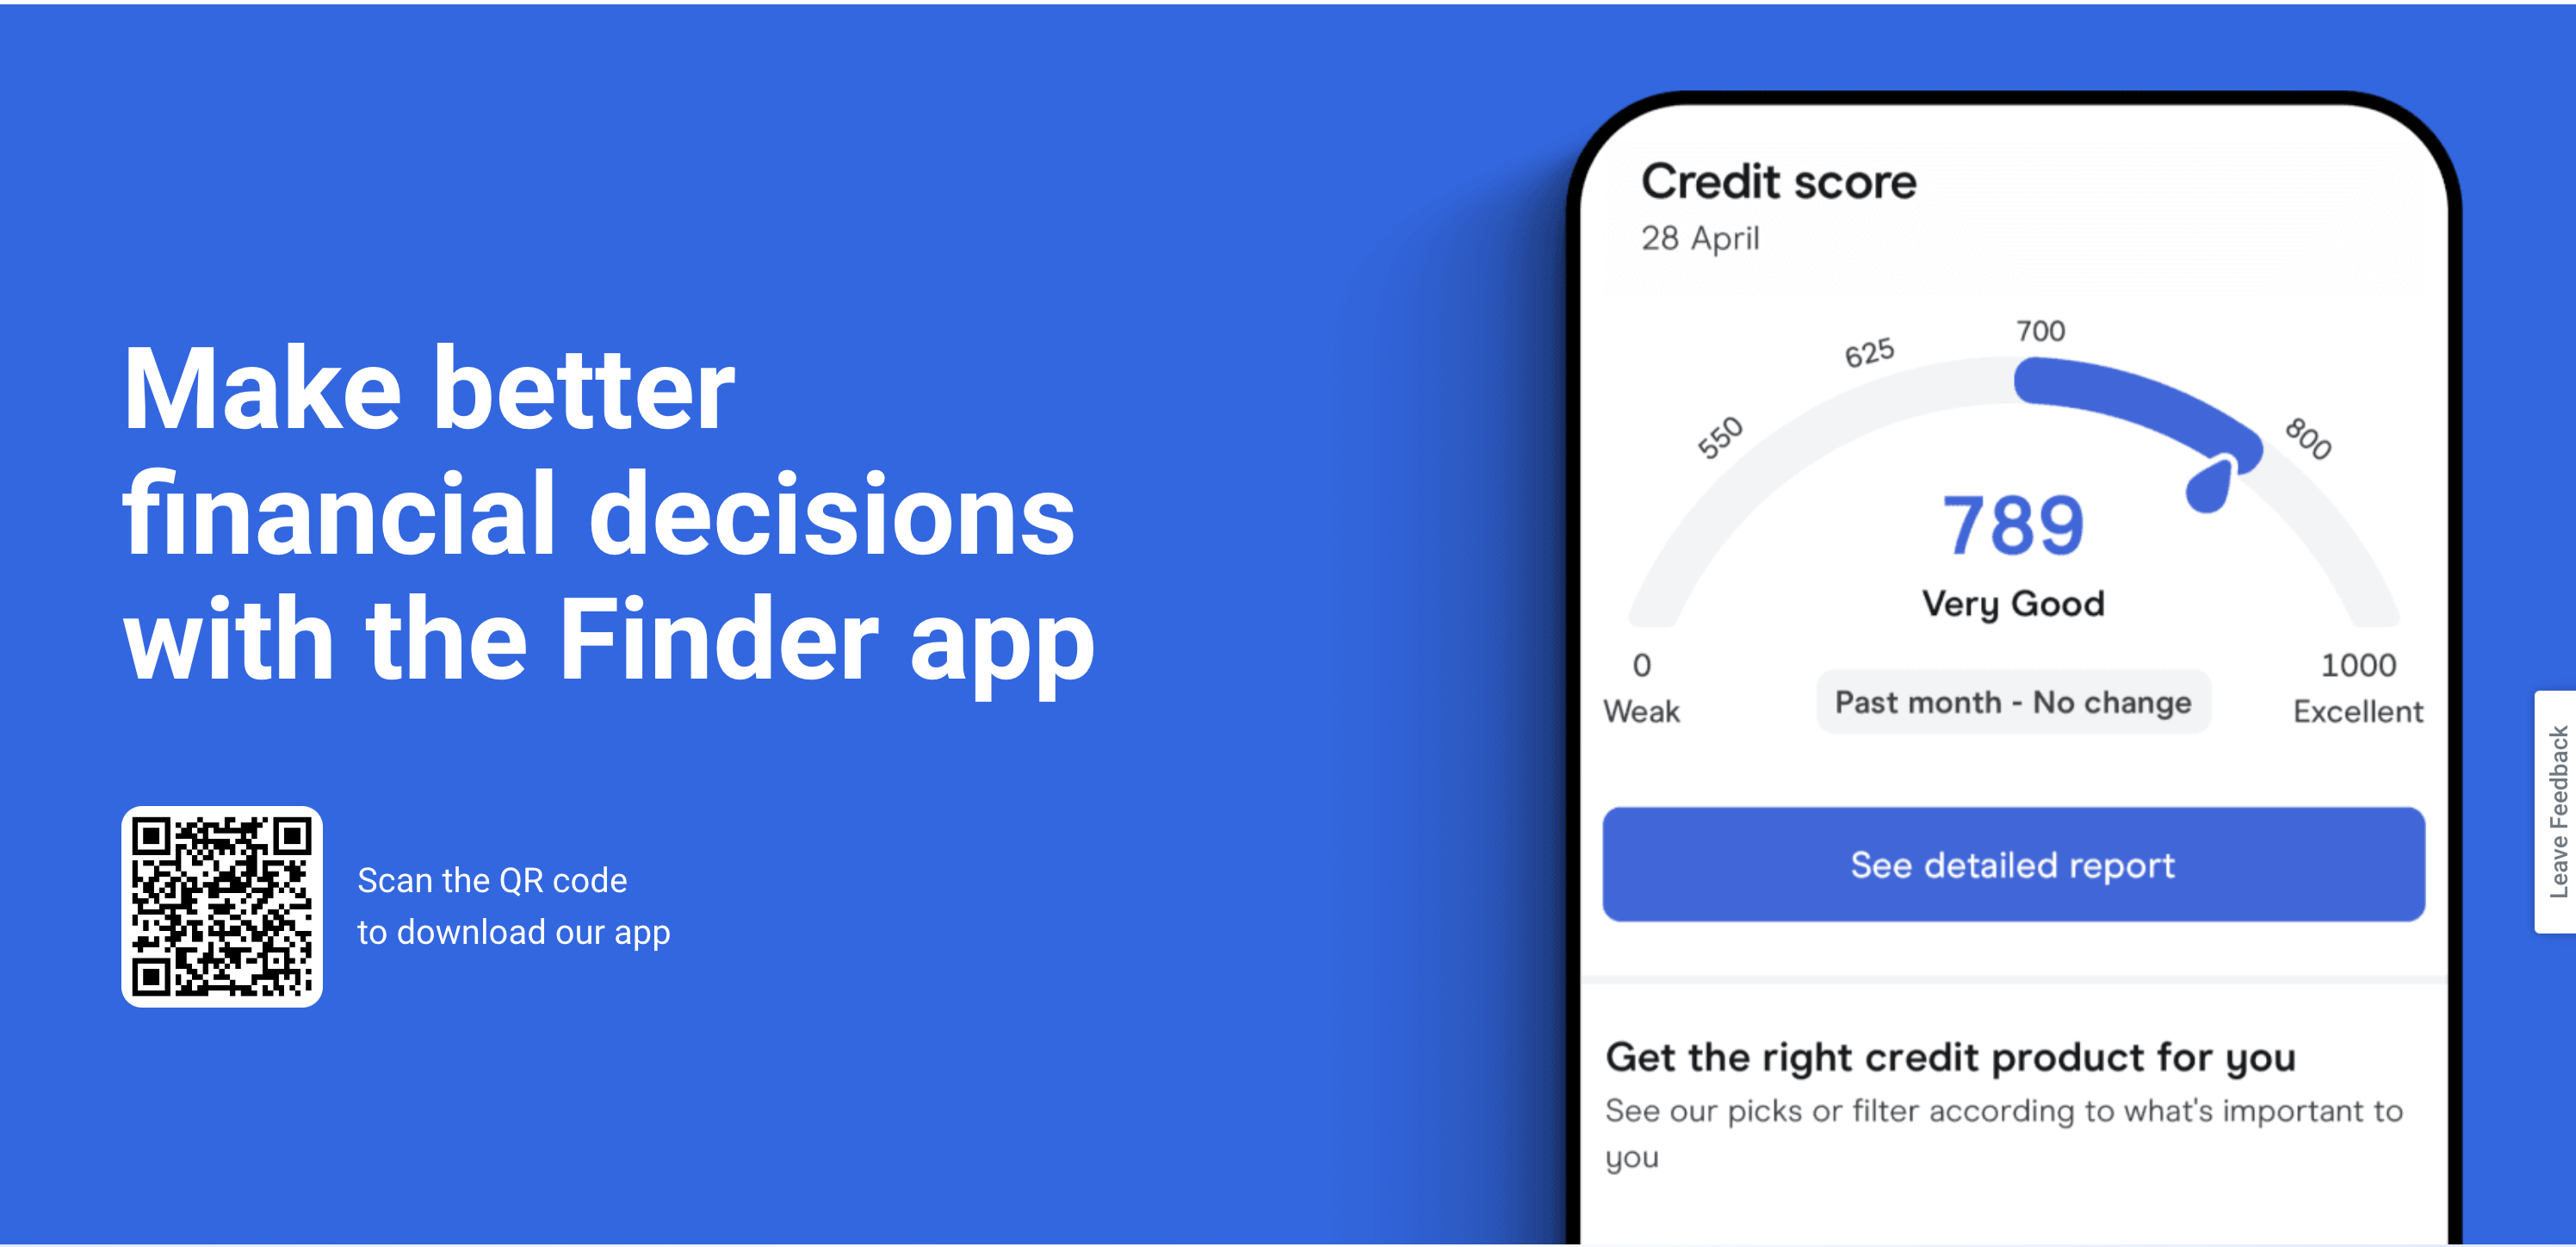 Make better
financial decisions
with the Finder app
Scan the QR code
to download our app
Credit score
28 April
550
625
700
800
789
Very Good
0
Weak
Past month - No change
1000
Excellent
See detailed report
Get the right credit product for you
See our picks or filter according to what's important to
you
Leave Feedback